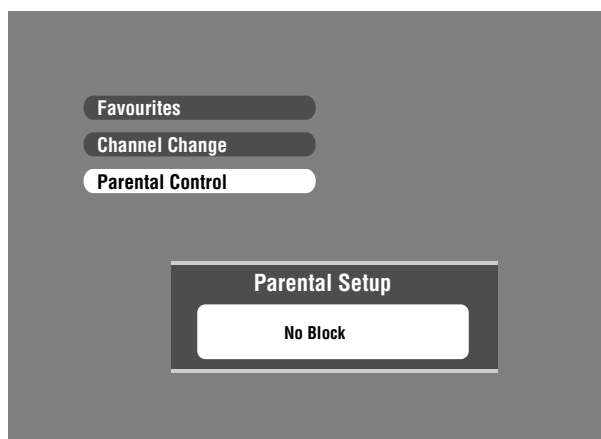 Favourites
Channel Change
Parental Control
Parental Setup
No Block